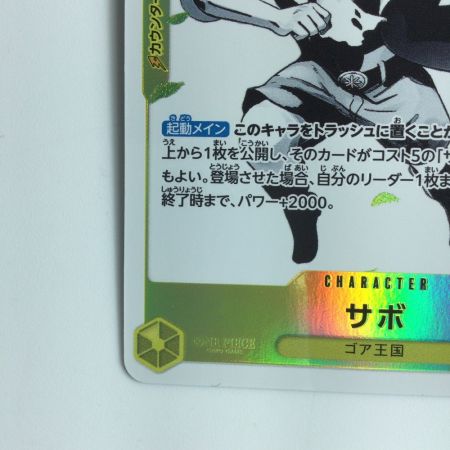 カウンター
起動メイン このキャラをトラッシュに置くことが
上から1枚を公開し、そのカードがコスト5の「サ
もよい。登場させた場合、自分のリーダー1枚ま
終了時まで、パワー+2000。
CHARACTER
サボ
ゴア王国
ONE PIECE
CARD GAME